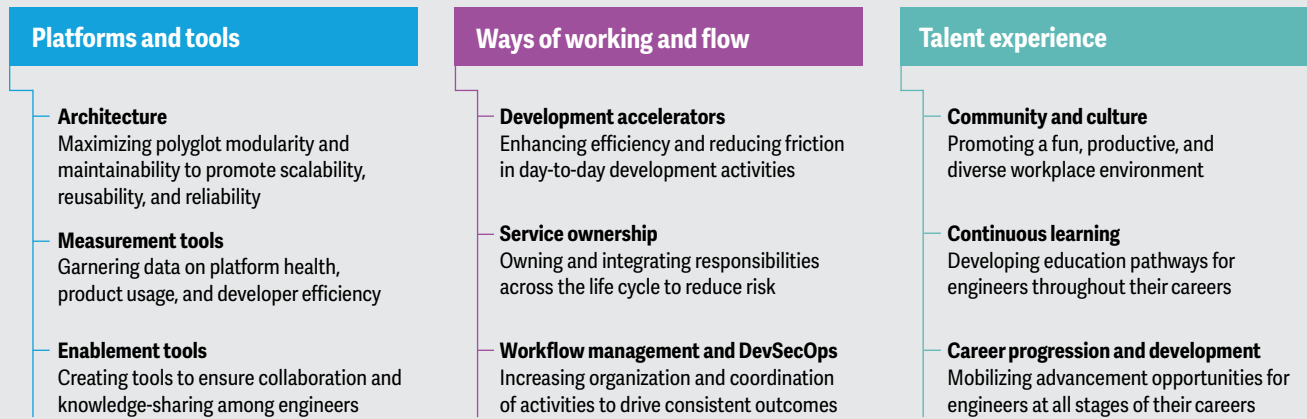 Platforms and tools
Architecture
Maximizing polyglot modularity and
maintainability to promote scalability,
reusability, and reliability
Measurement tools
Garnering data on platform health,
product usage, and developer efficiency
Enablement tools
Creating tools to ensure collaboration and
knowledge-sharing among engineers
Ways of working and flow
Development accelerators
Enhancing efficiency and reducing friction
in day-to-day development activities
Service ownership
Owning and integrating responsibilities
across the life cycle to reduce risk
Workflow management and DevSecOps
Increasing organization and coordination
of activities to drive consistent outcomes
Talent experience
Community and culture
Promoting a fun, productive, and
diverse workplace environment
Continuous learning
Developing education pathways for
engineers throughout their careers
Career progression and development
Mobilizing advancement opportunities for
engineers at all stages of their careers